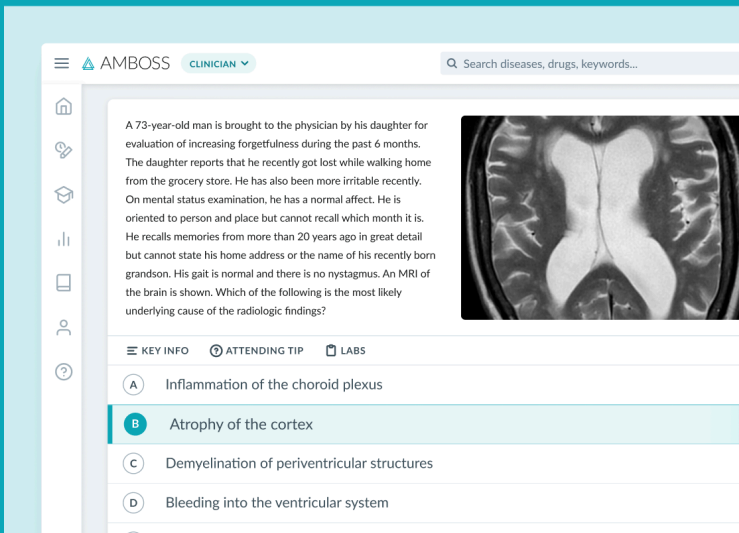 AMBOSS CLINICIAN
Search diseases, drugs, keywords...
A 73-year-old man is brought to the physician by his daughter for
evaluation of increasing forgetfulness during the past 6 months.
The daughter reports that he recently got lost while walking home
from the grocery store. He has also been more irritable recently.
On mental status examination, he has a normal affect. He is
oriented to person and place but cannot recall which month it is.
He recalls memories from more than 20 years ago in great detail
but cannot state his home address or the name of his recently born
grandson. His gait is normal and there is no nystagmus. An MRI of
the brain is shown. Which of the following is the most likely
underlying cause of the radiologic findings?
KEY INFO ? ATTENDING TIP LABS
A Inflammation of the choroid plexus
B Atrophy of the cortex
C Demyelination of periventricular structures
D Bleeding into the ventricular system